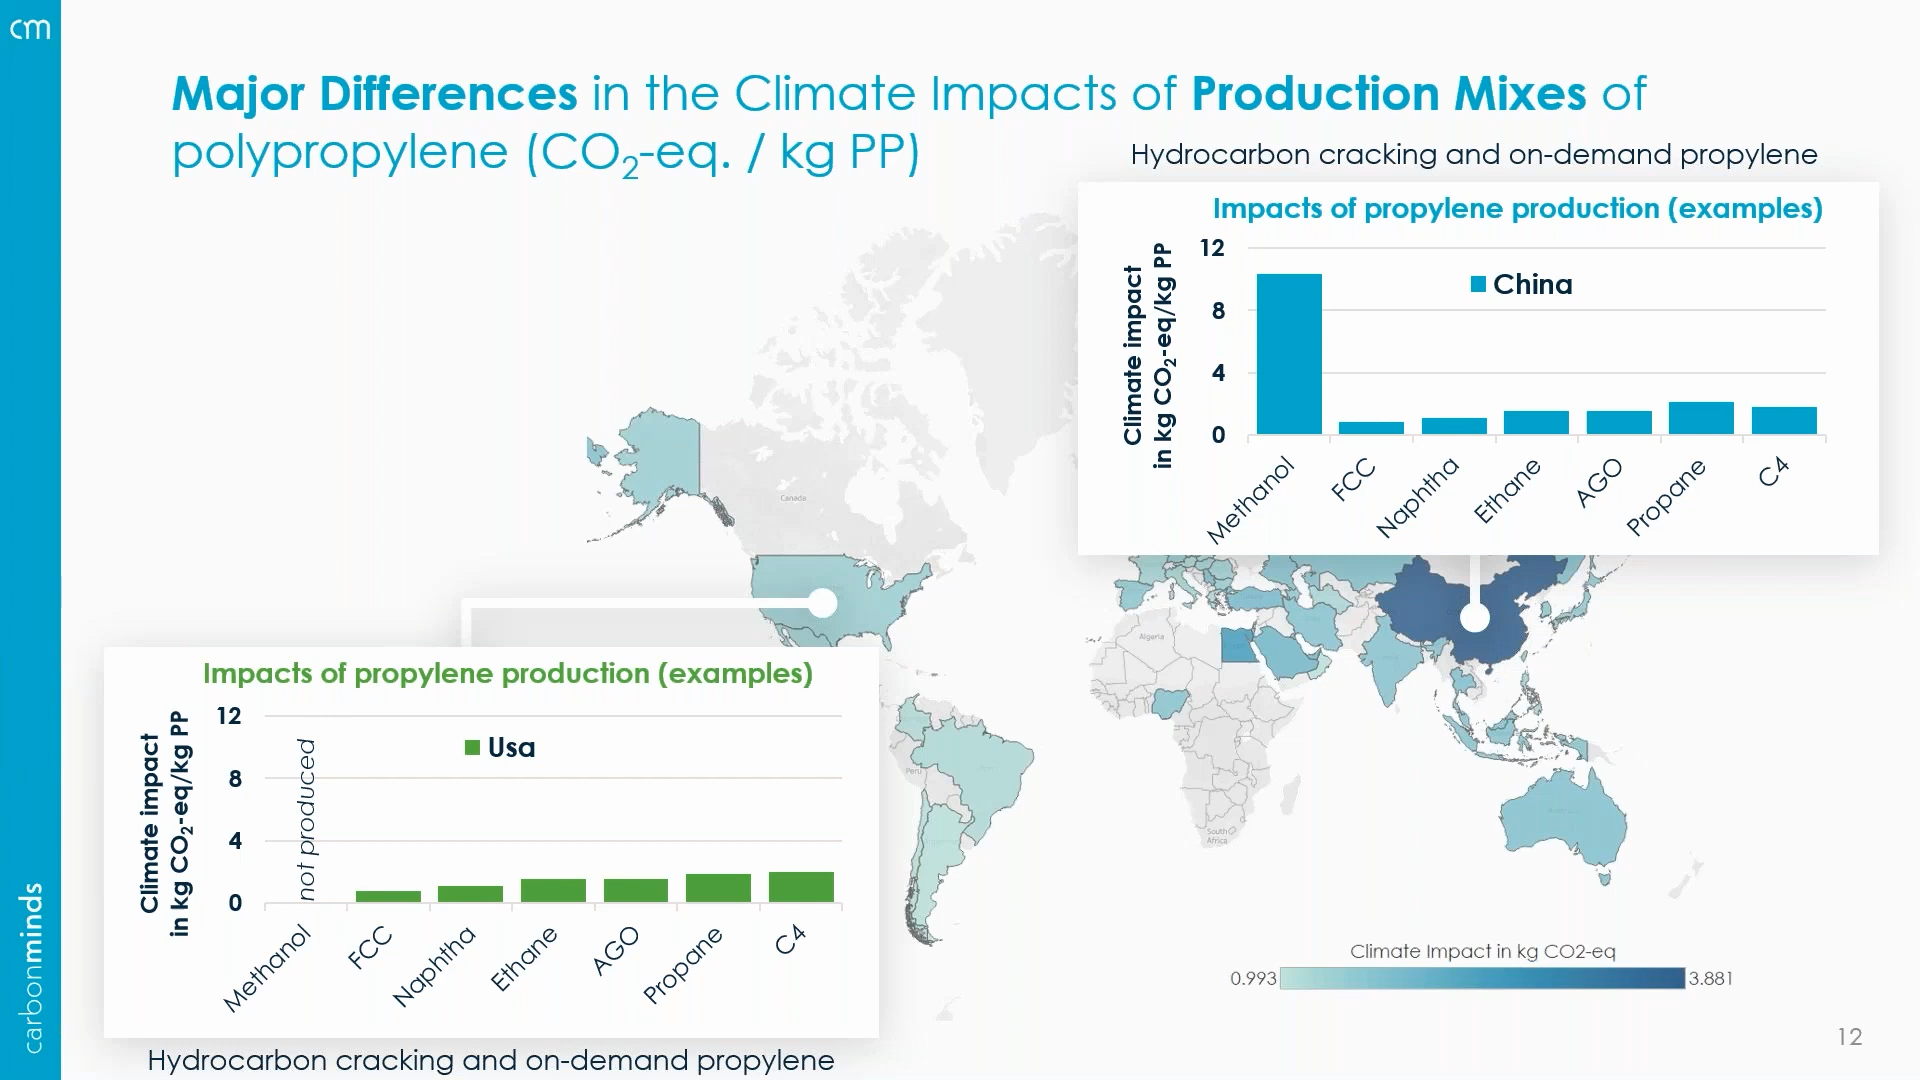 cm
Major Differences in the Climate Impacts of Production Mixes of
polypropylene (CO2-eq. / kg PP)
Hydrocarbon cracking and on-demand propylene
Impacts of propylene production (examples)
Climate impact
in kg CO2-eq/kg PP
12
8
4
0
China
Methanol
FCC
Naphtha
Ethane
AGO
Propane
C4
Canada
Algeria
Peru
South
Africa
Impacts of propylene production (examples)
Climate impact
in kg CO2-eq/kg PP
12
8
4
0
not produced
Usa
Methanol
FCC
Naphtha
Ethane
AGO
Propane
C4
Hydrocarbon cracking and on-demand propylene
Climate Impact in kg CO2-eq
0.993
3.881
carbonminds
12